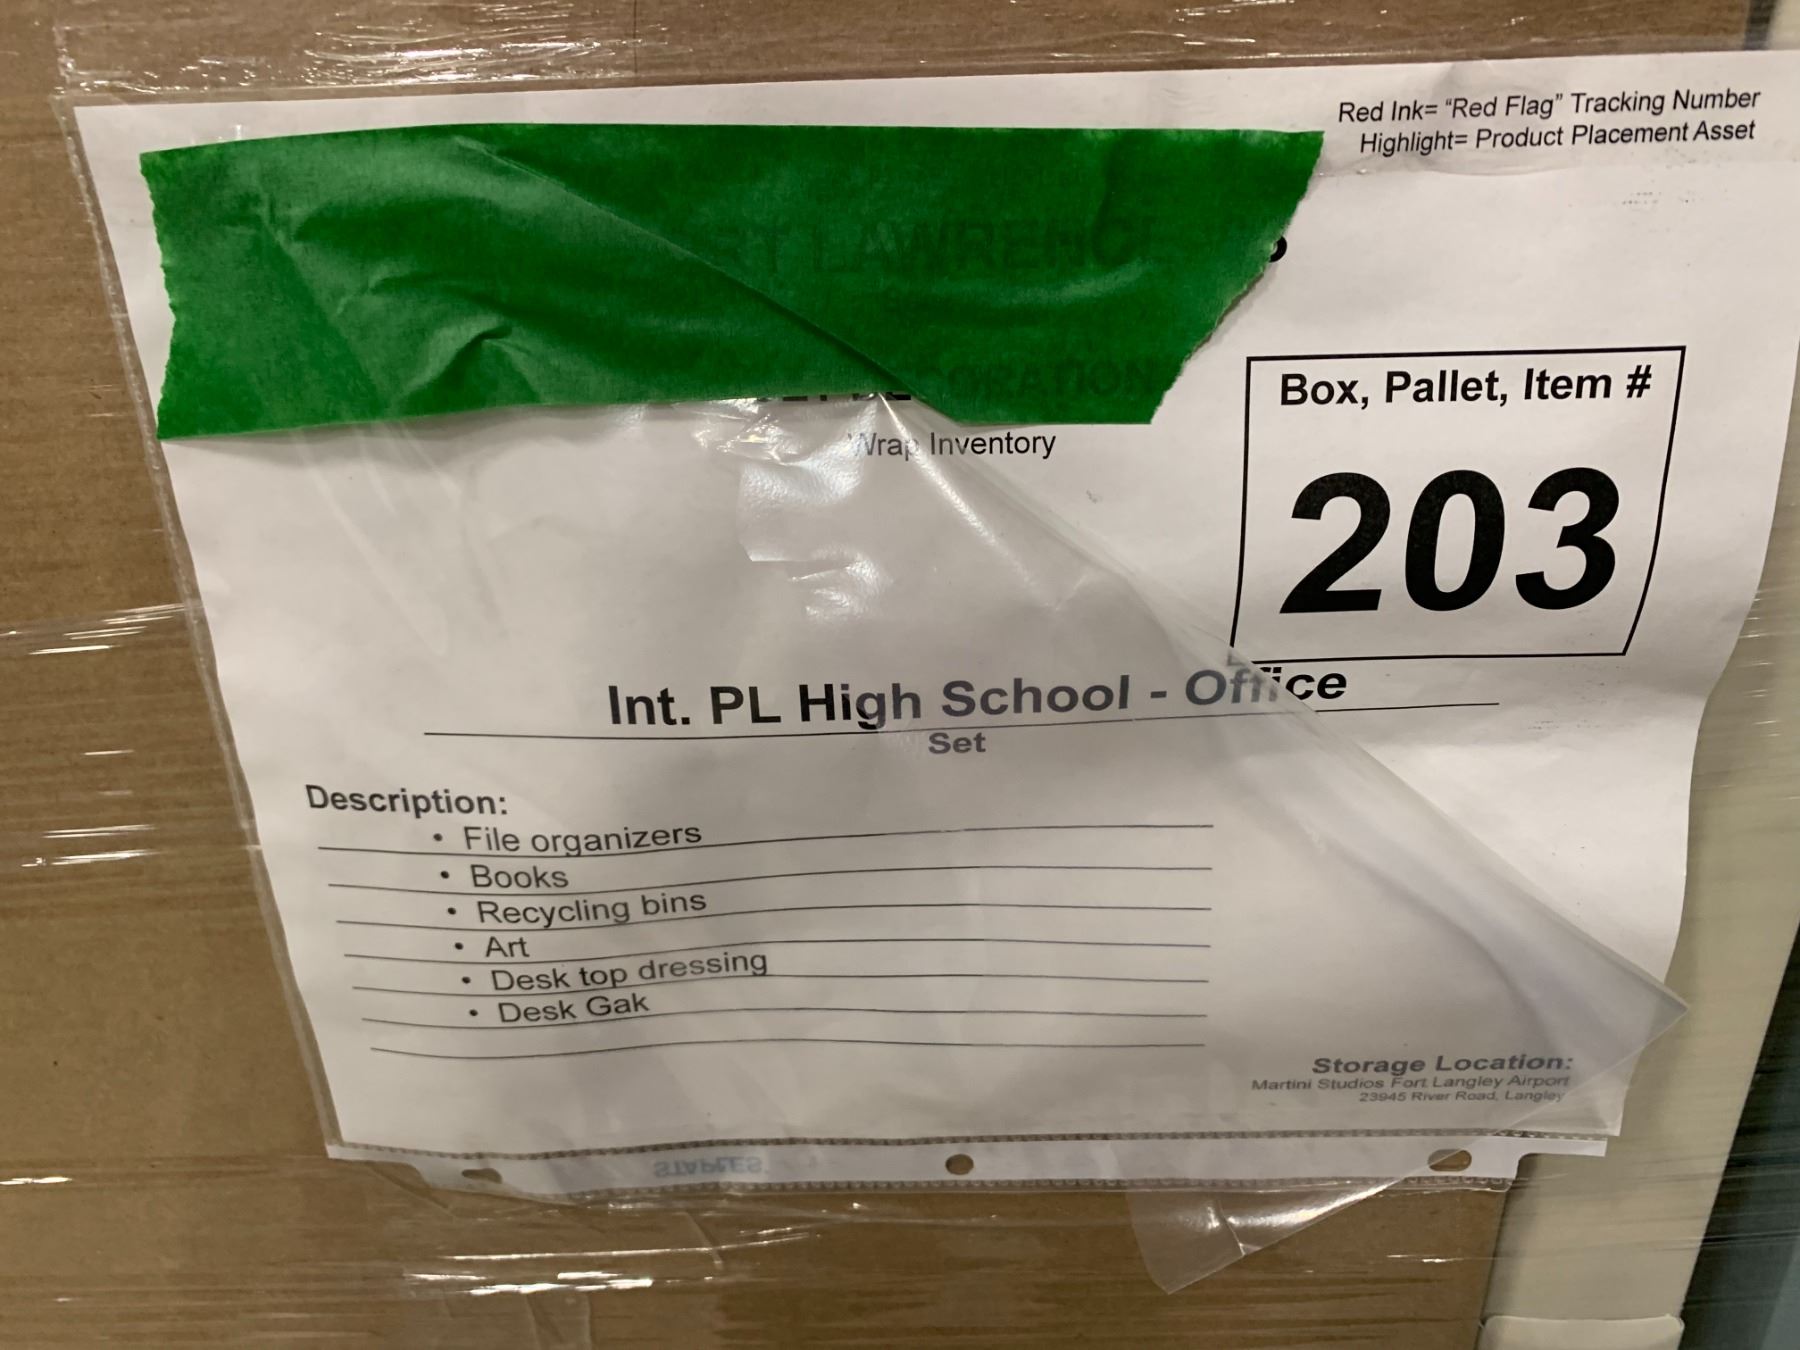 Red Ink= “Red Flag” Tracking Number
Highlight= Product Placement Asset
LAWRENCE
Wrap Inventory
Box, Pallet, Item #
203
Int. PL High School - Office
Set
Description:
• File organizers
• Books
• Recycling bins
• Art
• Desk top dressing
• Desk Gak
Storage Location:
Martini Studios Fort Langley Airport
23945 River Road, Langley
STAPLES